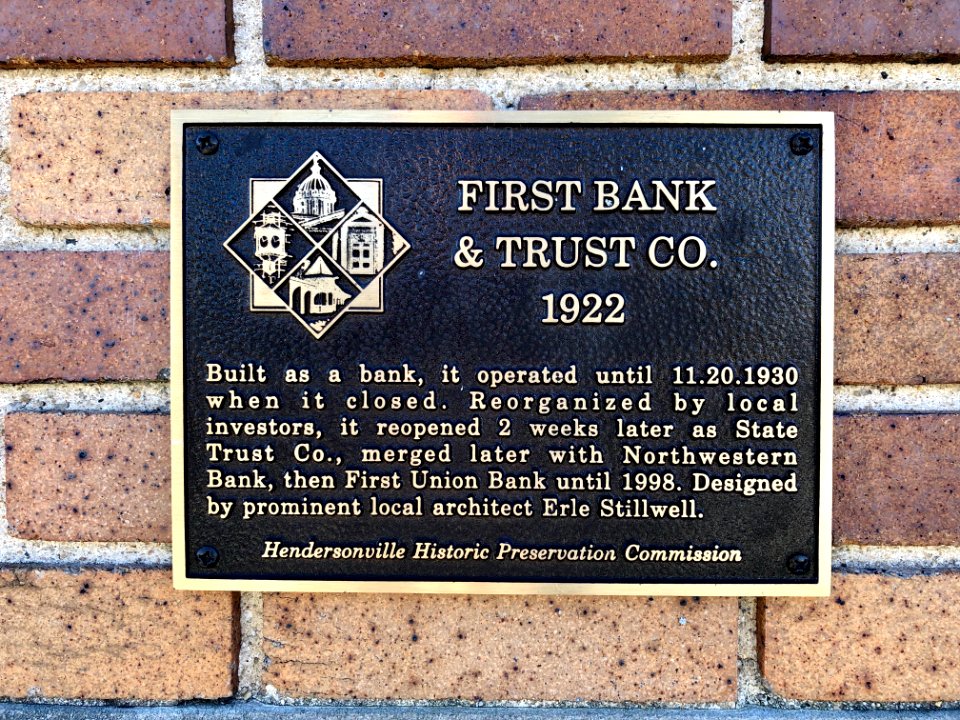 FIRST BANK
& TRUST CO.
1922
Built as a bank, it operated until 11.20.1930
when it closed. Reorganized by local
investors, it reopened 2 weeks later as State
Trust Co., merged later with Northwestern
Bank, then First Union Bank until 1998. Designed
by prominent local architect Erle Stillwell.
Hendersonville Historic Preservation Commission